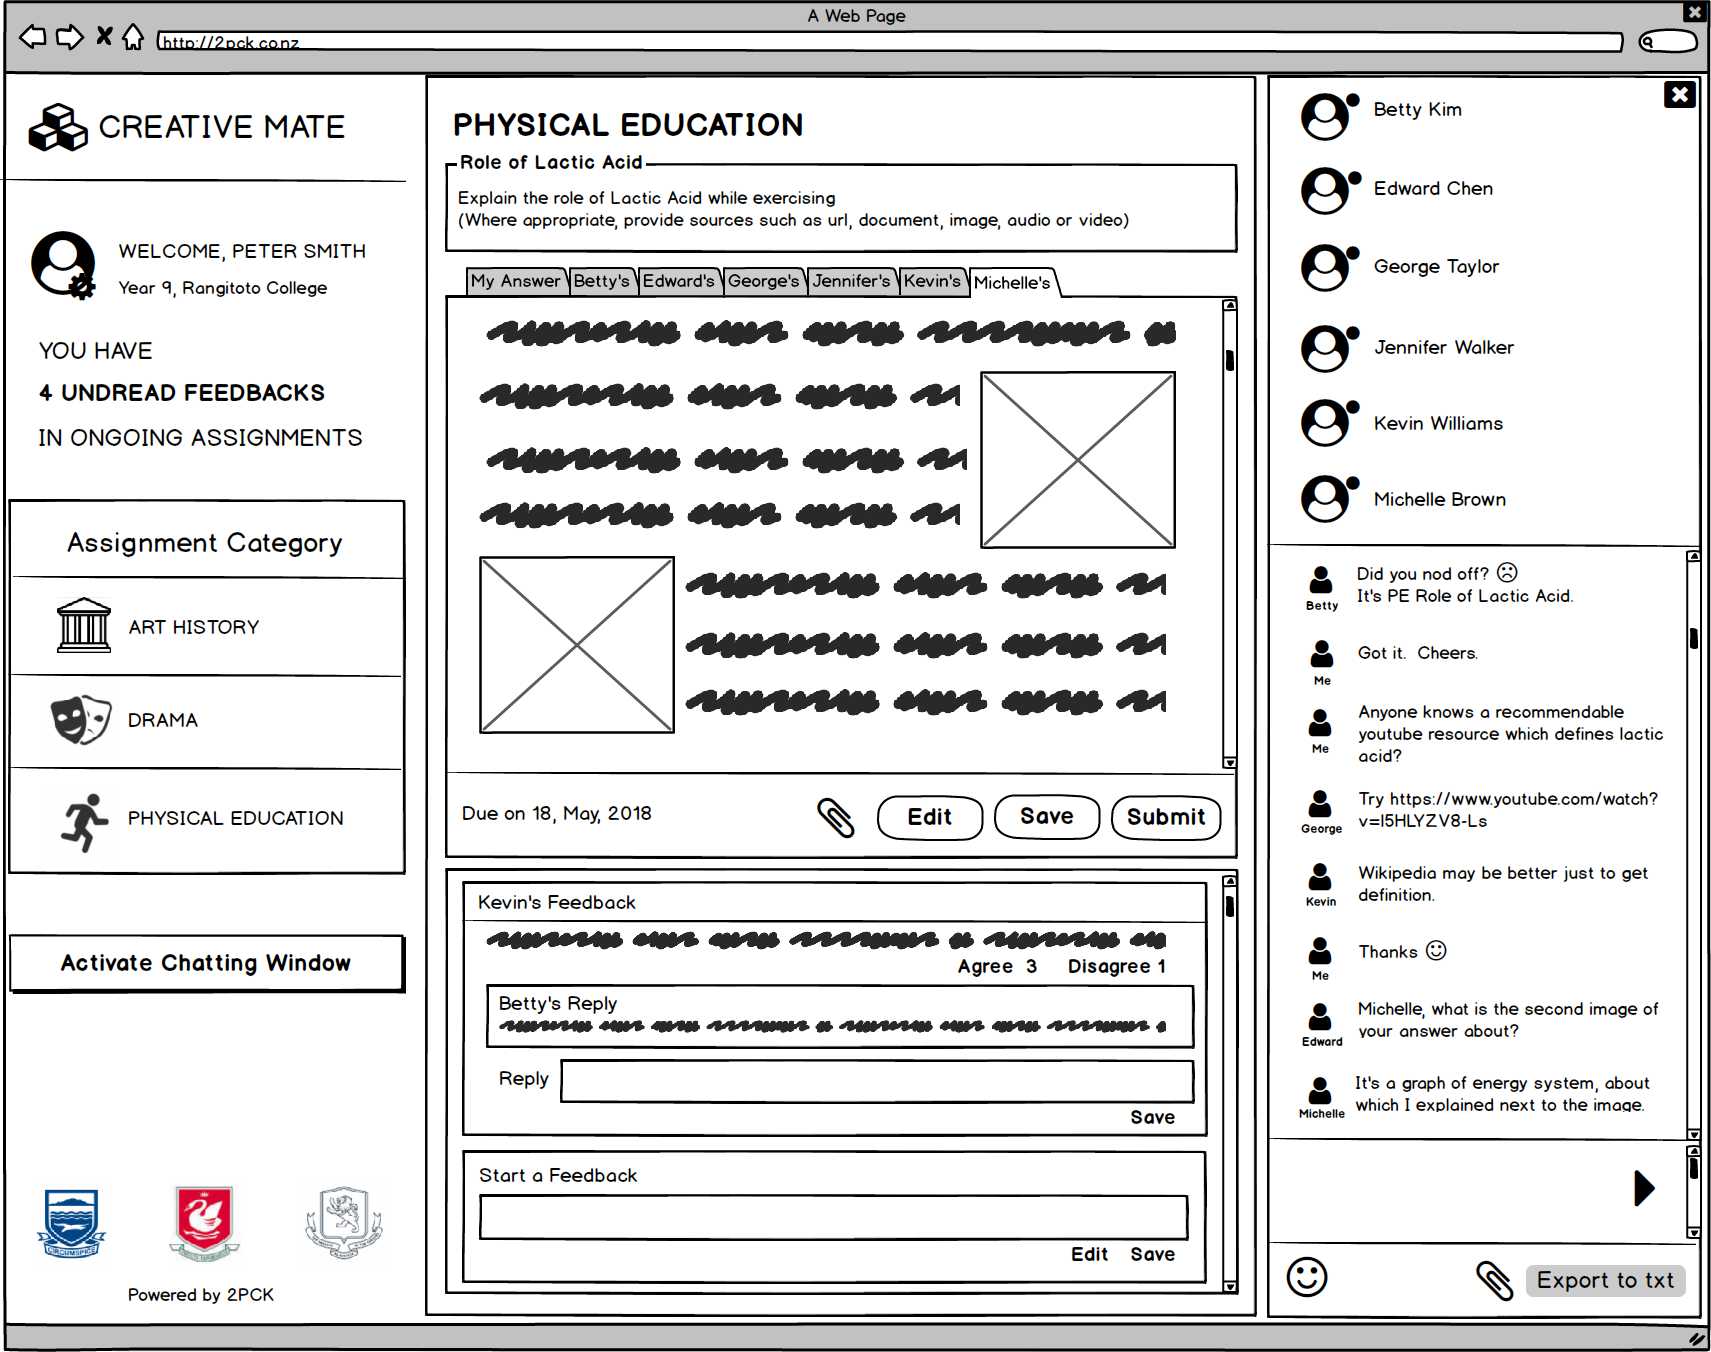 A Web Page
http://2pck.co.nz
CREATIVE MATE
WELCOME, PETER SMITH
Year 9, Rangitoto College
YOU HAVE
4 UNDREAD FEEDBACKS
IN ONGOING ASSIGNMENTS
Assignment Category
ART HISTORY
DRAMA
PHYSICAL EDUCATION
Activate Chatting Window
CIRCUMSPICE
Powered by 2PCK
PHYSICAL EDUCATION
Role of Lactic Acid
Explain the role of Lactic Acid while exercising
(Where appropriate, provide sources such as url, document, image, audio or video)
My Answer Betty's Edward's George's Jennifer's Kevin's Michelle's
Due on 18, May, 2018
Edit Save Submit
Kevin's Feedback
Agree 3 Disagree 1
Betty's Reply
Reply
Save
Start a Feedback
Edit Save
Betty Kim
Edward Chen
George Taylor
Jennifer Walker
Kevin Williams
Michelle Brown
Betty
Did you nod off?
It's PE Role of Lactic Acid.
Me
Got it. Cheers.
Me
Anyone knows a recommendable
youtube resource which defines lactic
acid?
George
Try https://www.youtube.com/watch?
v=I5HLYZV8-Ls
Kevin
Wikipedia may be better just to get
definition.
Me
Thanks
Edward
Michelle, what is the second image of
your answer about?
Michelle
It's a graph of energy system, about
which I explained next to the image.
Export to txt